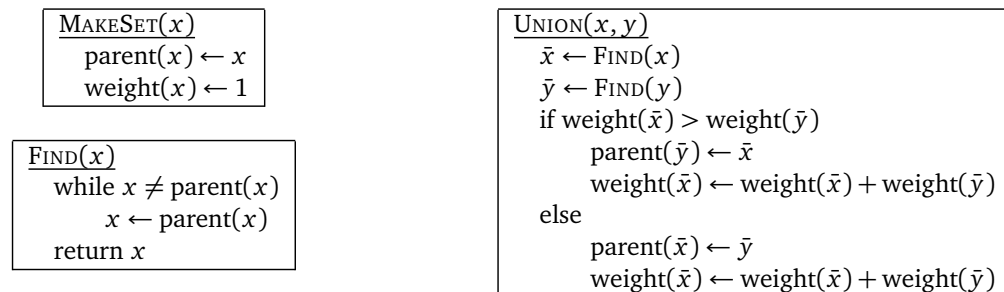 MAKESET(x)
parent(x) ← x
weight(x) ← 1
FIND(x)
while x ≠ parent(x)
x ← parent(x)
return x
UNION(x, y)
x̄ ← FIND(x)
ȳ ← FIND(y)
if weight(x̄) > weight(ȳ)
parent(ȳ) ← x̄
weight(x̄) ← weight(x̄) + weight(ȳ)
else
parent(x̄) ← ȳ
weight(x̄) ← weight(x̄) + weight(ȳ)